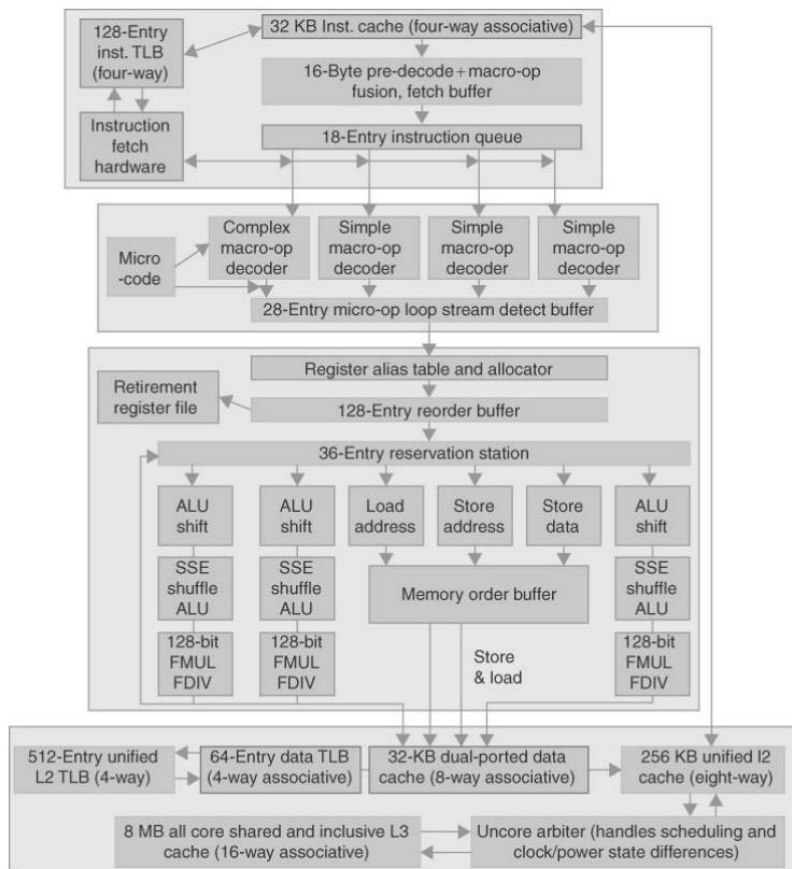 128-Entry
inst. TLB
(four-way)
32 KB Inst. cache (four-way associative)
16-Byte pre-decode+macro-op
fusion, fetch buffer
Instruction
fetch
hardware
18-Entry instruction queue
Micro
-code
Complex
macro-op
decoder
Simple
macro-op
decoder
Simple
macro-op
decoder
Simple
macro-op
decoder
28-Entry micro-op loop stream detect buffer
Register alias table and allocator
Retirement
register file
128-Entry reorder buffer
36-Entry reservation station
ALU
shift
SSE
shuffle
ALU
128-bit
FMUL
FDIV
ALU
shift
SSE
shuffle
ALU
128-bit
FMUL
FDIV
Load
address
Store
address
Store
data
Memory order buffer
Store
& load
ALU
shift
SSE
shuffle
ALU
128-bit
FMUL
FDIV
512-Entry unified
L2 TLB (4-way)
64-Entry data TLB
(4-way associative)
32-KB dual-ported data
cache (8-way associative)
256 KB unified l2
cache (eight-way)
8 MB all core shared and inclusive L3
cache (16-way associative)
Uncore arbiter (handles scheduling and
clock/power state differences)